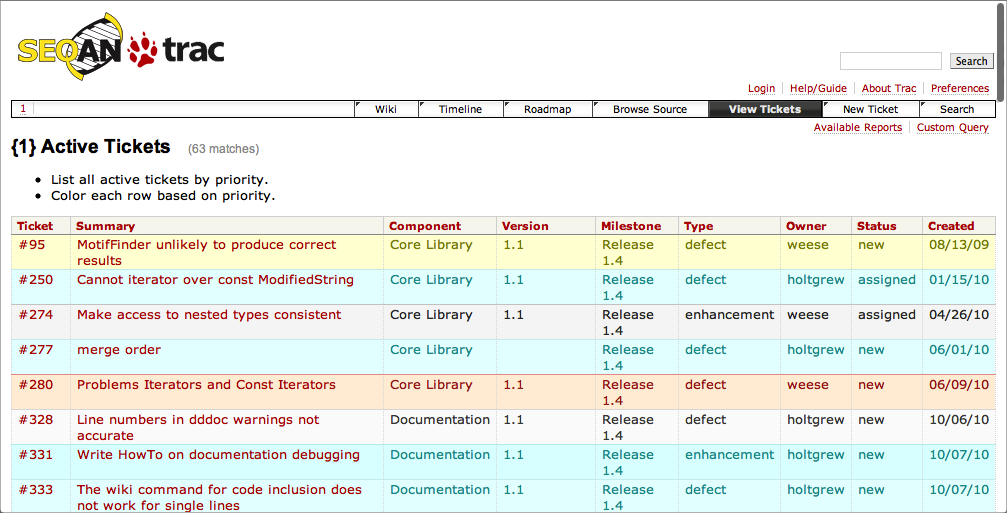 SEQAN trac
Search
Login Help/Guide About Trac Preferences
1 Wiki Timeline Roadmap Browse Source View Tickets New Ticket Search
Available Reports Custom Query
{1} Active Tickets (63 matches)
• List all active tickets by priority.
• Color each row based on priority.
Ticket Summary Component Version Milestone Type Owner Status Created
#95 MotifFinder unlikely to produce correct Core Library 1.1 Release defect weese new 08/13/09
results 1.4
#250 Cannot iterator over const ModifiedString Core Library 1.1 Release defect holtgrew assigned 01/15/10
1.4
#274 Make access to nested types consistent Core Library 1.1 Release enhancement weese assigned 04/26/10
1.4
#277 merge order Core Library Release defect holtgrew new 06/01/10
1.4
#280 Problems Iterators and Const Iterators Core Library 1.1 Release defect weese new 06/09/10
1.4
#328 Line numbers in dddoc warnings not Documentation 1.1 Release defect holtgrew new 10/06/10
accurate 1.4
#331 Write HowTo on documentation debugging Documentation 1.1 Release enhancement holtgrew new 10/07/10
1.4
#333 The wiki command for code inclusion does Documentation 1.1 Release defect holtgrew new 10/07/10
not work for single lines 1.4